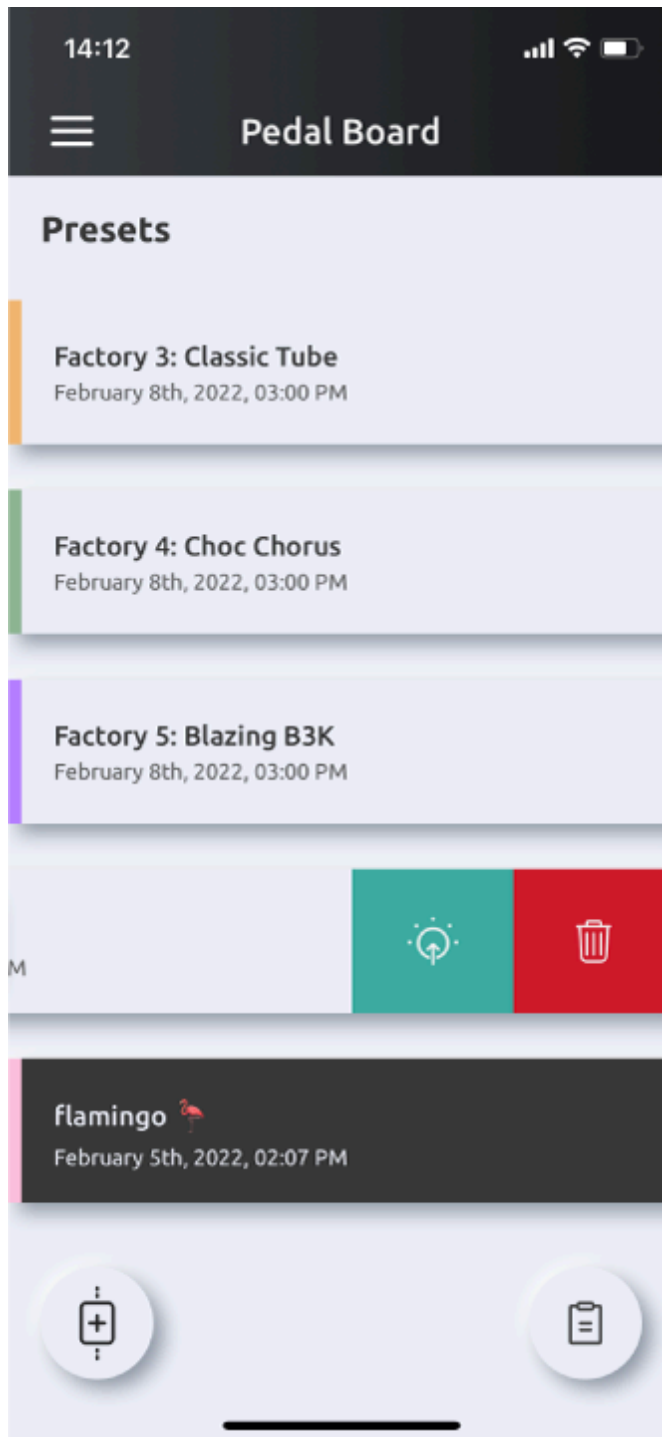 14:12
Pedal Board
Presets
Factory 3: Classic Tube
February 8th, 2022, 03:00 PM
Factory 4: Choc Chorus
February 8th, 2022, 03:00 PM
Factory 5: Blazing B3K
February 8th, 2022, 03:00 PM
M
flamingo 🦩
February 5th, 2022, 02:07 PM